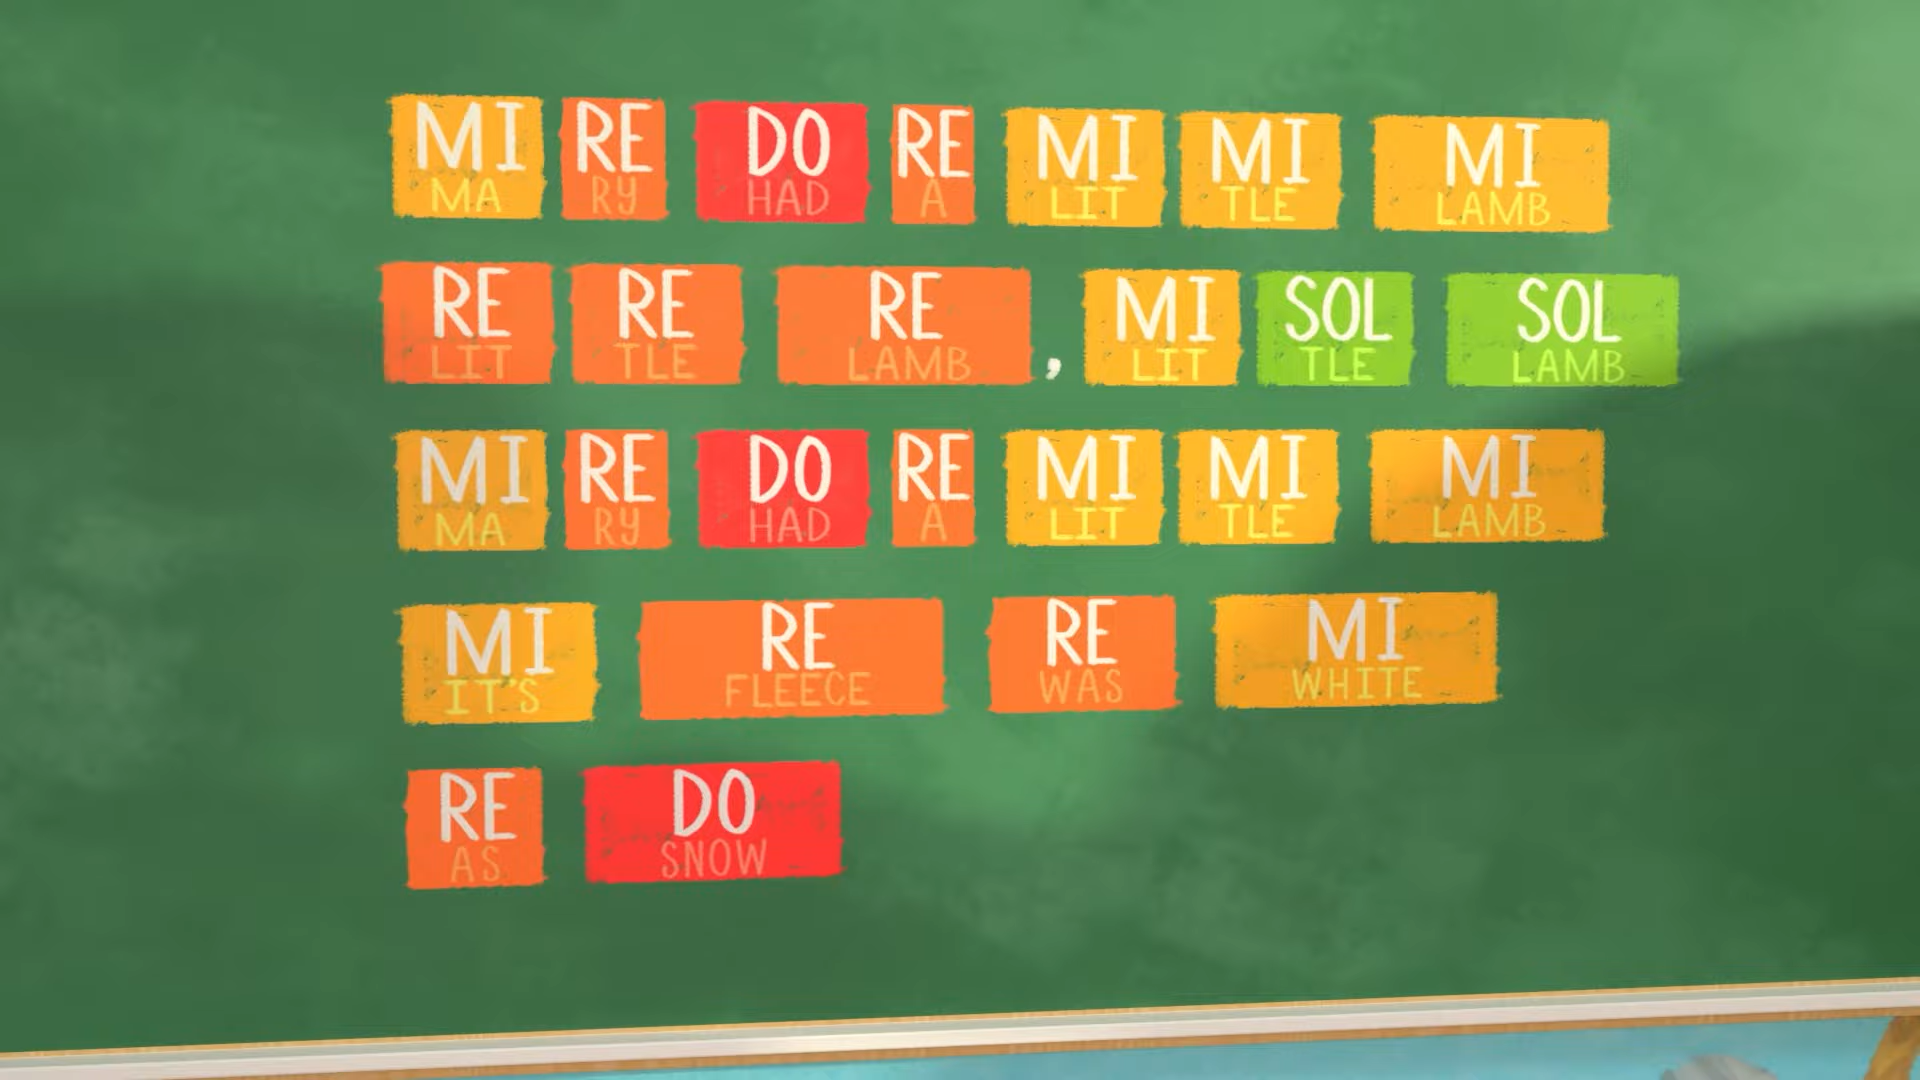 MI RE DO RE MI MI MI
MA RY HAD A LIT TLE LAMB
RE RE RE , MI SOL SOL
LIT TLE LAMB LIT TLE LAMB
MI RE DO RE MI MI MI
MA RY HAD A LIT TLE LAMB
MI RE RE MI
IT'S FLEECE WAS WHITE
RE DO
AS SNOW